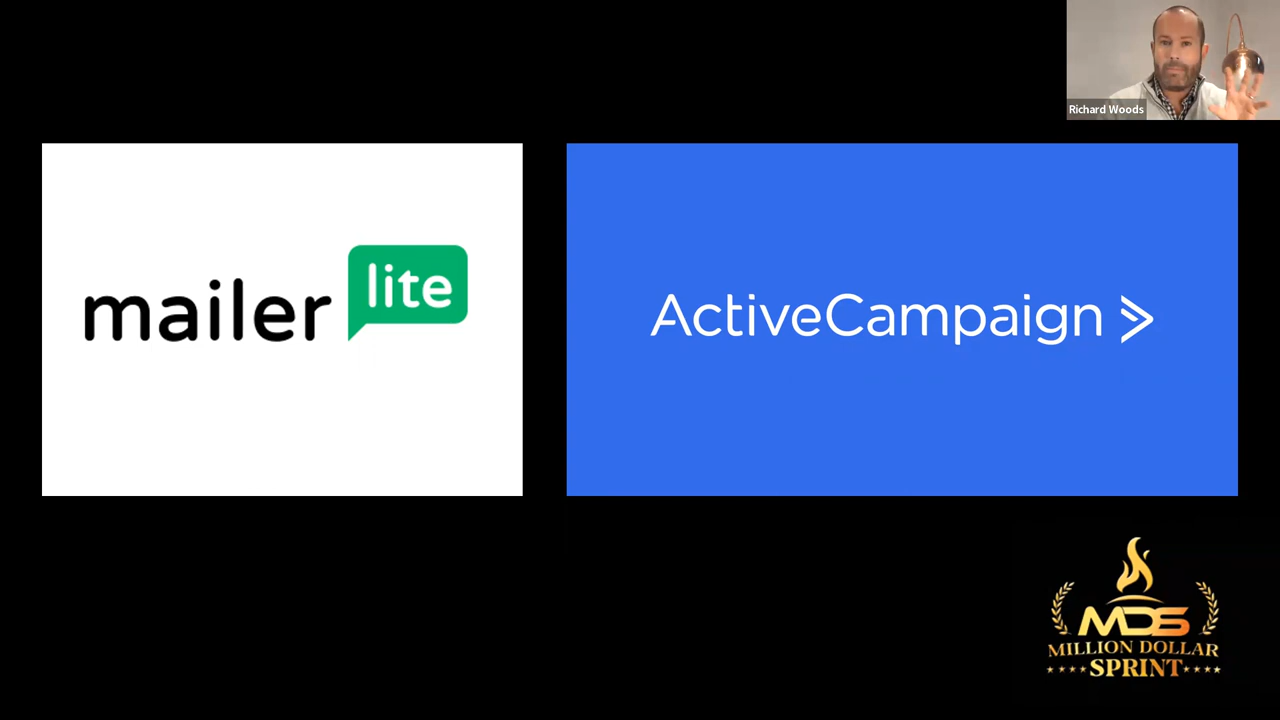 Richard Woods
mailer lite
ActiveCampaign
MDS
MILLION DOLLAR
SPRINT